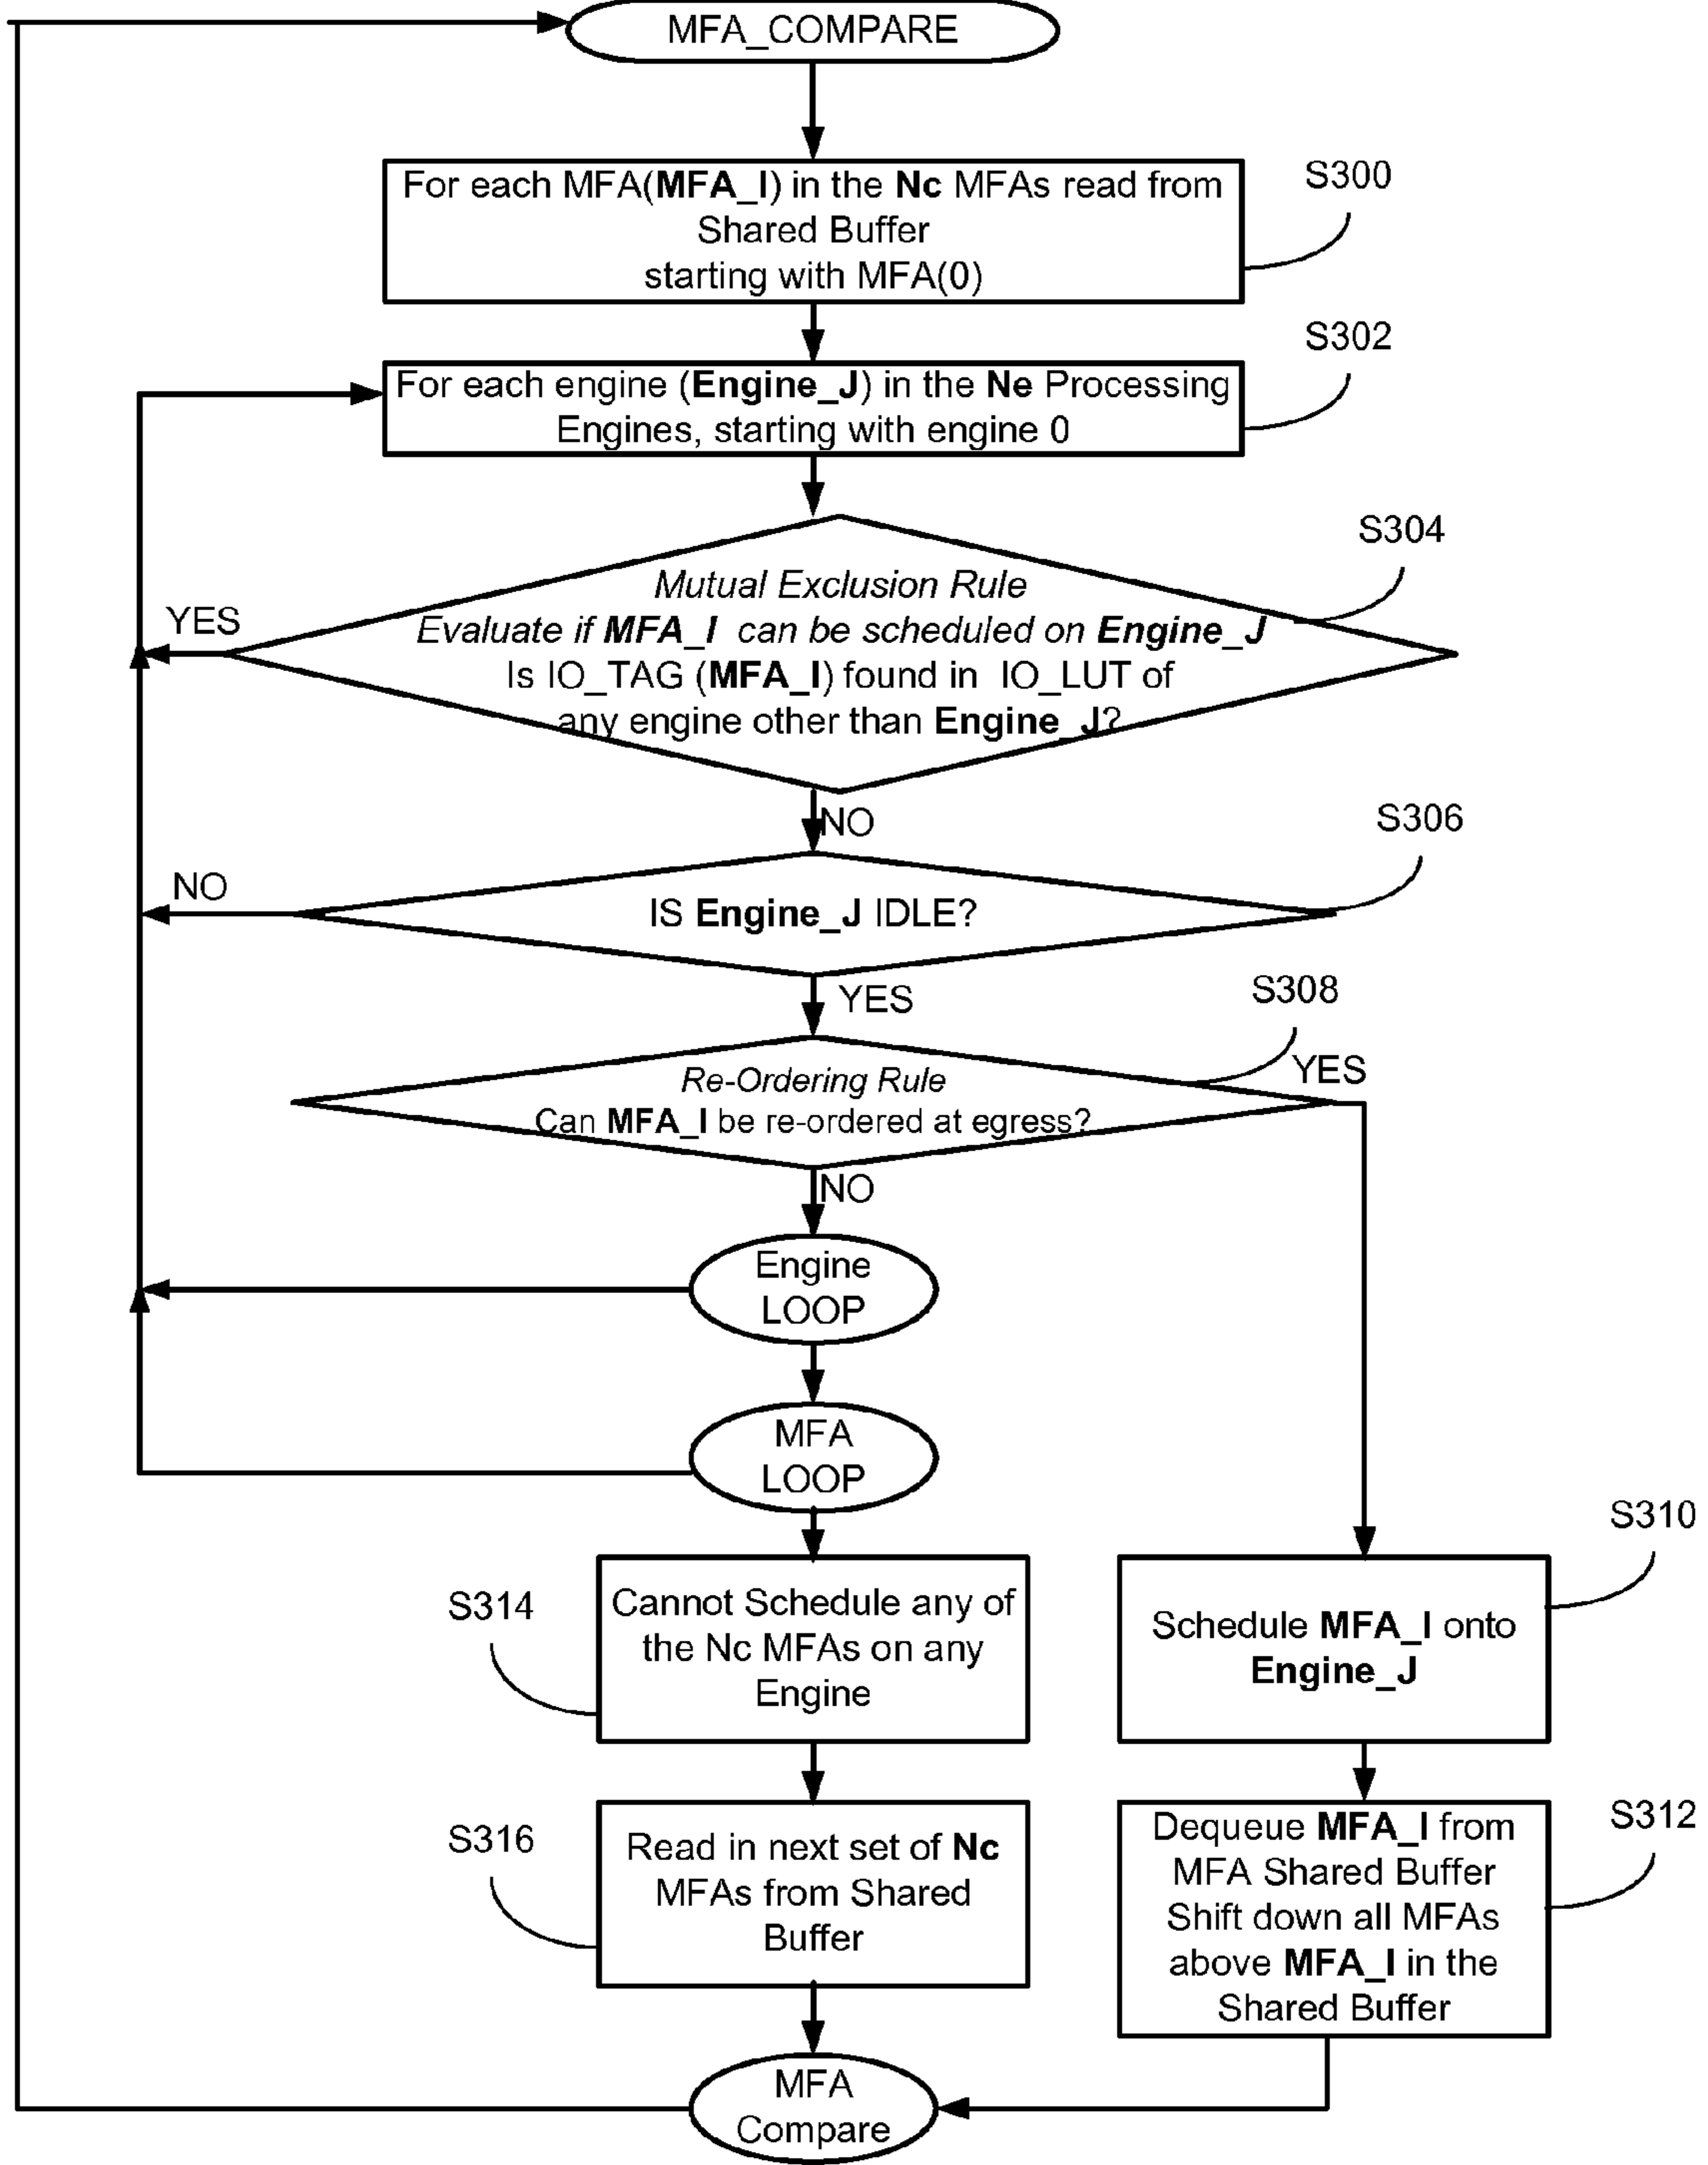 MFA_COMPARE
For each MFA(MFA_I) in the Nc MFAs read from
Shared Buffer
starting with MFA(0)
S300
For each engine (Engine_J) in the Ne Processing
Engines, starting with engine 0
S302
Mutual Exclusion Rule
Evaluate if MFA_I can be scheduled on Engine_J
Is IO_TAG (MFA_I) found in IO_LUT of
any engine other than Engine_J?
S304
YES
NO
IS Engine_J IDLE?
S306
NO
YES
Re-Ordering Rule
Can MFA_I be re-ordered at egress?
S308
YES
NO
Engine
LOOP
MFA
LOOP
Cannot Schedule any of
the Nc MFAs on any
Engine
S314
Schedule MFA_I onto
Engine_J
S310
Read in next set of Nc
MFAs from Shared
Buffer
S316
Dequeue MFA_I from
MFA Shared Buffer
Shift down all MFAs
above MFA_I in the
Shared Buffer
S312
MFA
Compare